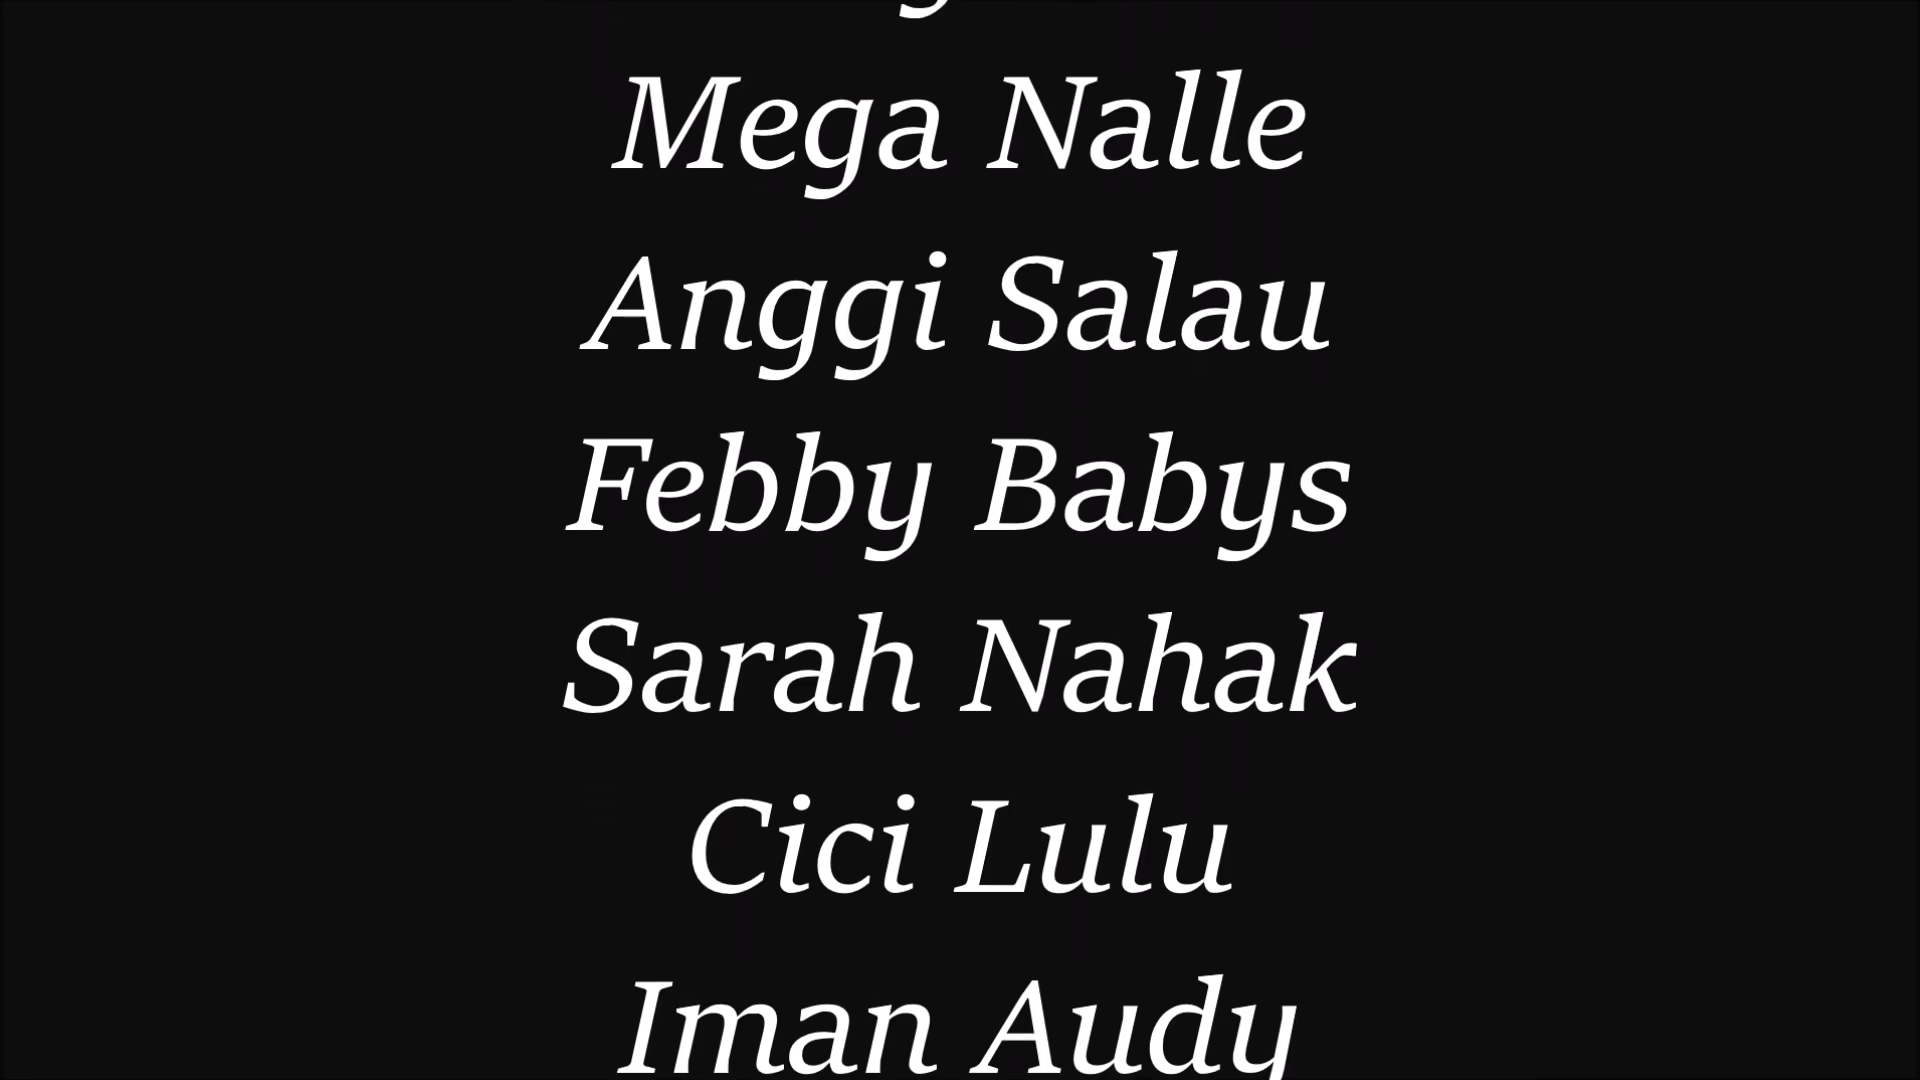 Mega Nalle
Anggi Salau
Febby Babys
Sarah Nahak
Cici Lulu
Iman Audy